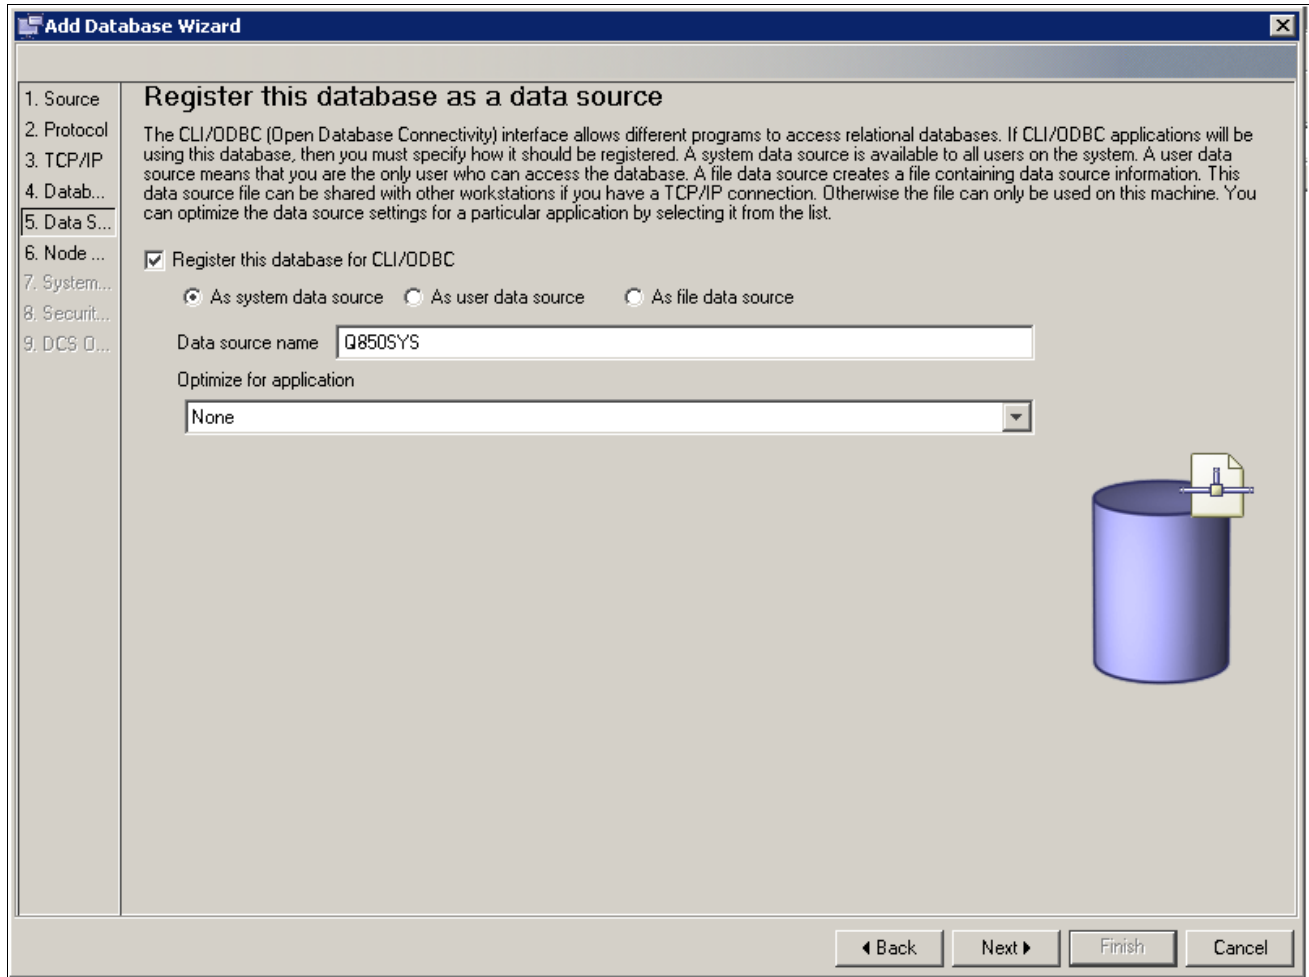 Add Database Wizard
1. Source
2. Protocol
3. TCP/IP
4. Datab...
5. Data S...
6. Node ...
7. System...
8. Securit...
9. DCS O...
Register this database as a data source
The CLI/ODBC (Open Database Connectivity) interface allows different programs to access relational databases. If CLI/ODBC applications will be
using this database, then you must specify how it should be registered. A system data source is available to all users on the system. A user data
source means that you are the only user who can access the database. A file data source creates a file containing data source information. This
data source file can be shared with other workstations if you have a TCP/IP connection. Otherwise the file can only be used on this machine. You
can optimize the data source settings for a particular application by selecting it from the list.
Register this database for CLI/ODBC
As system data source As user data source As file data source
Data source name Q850SYS
Optimize for application
None
Back Next Finish Cancel